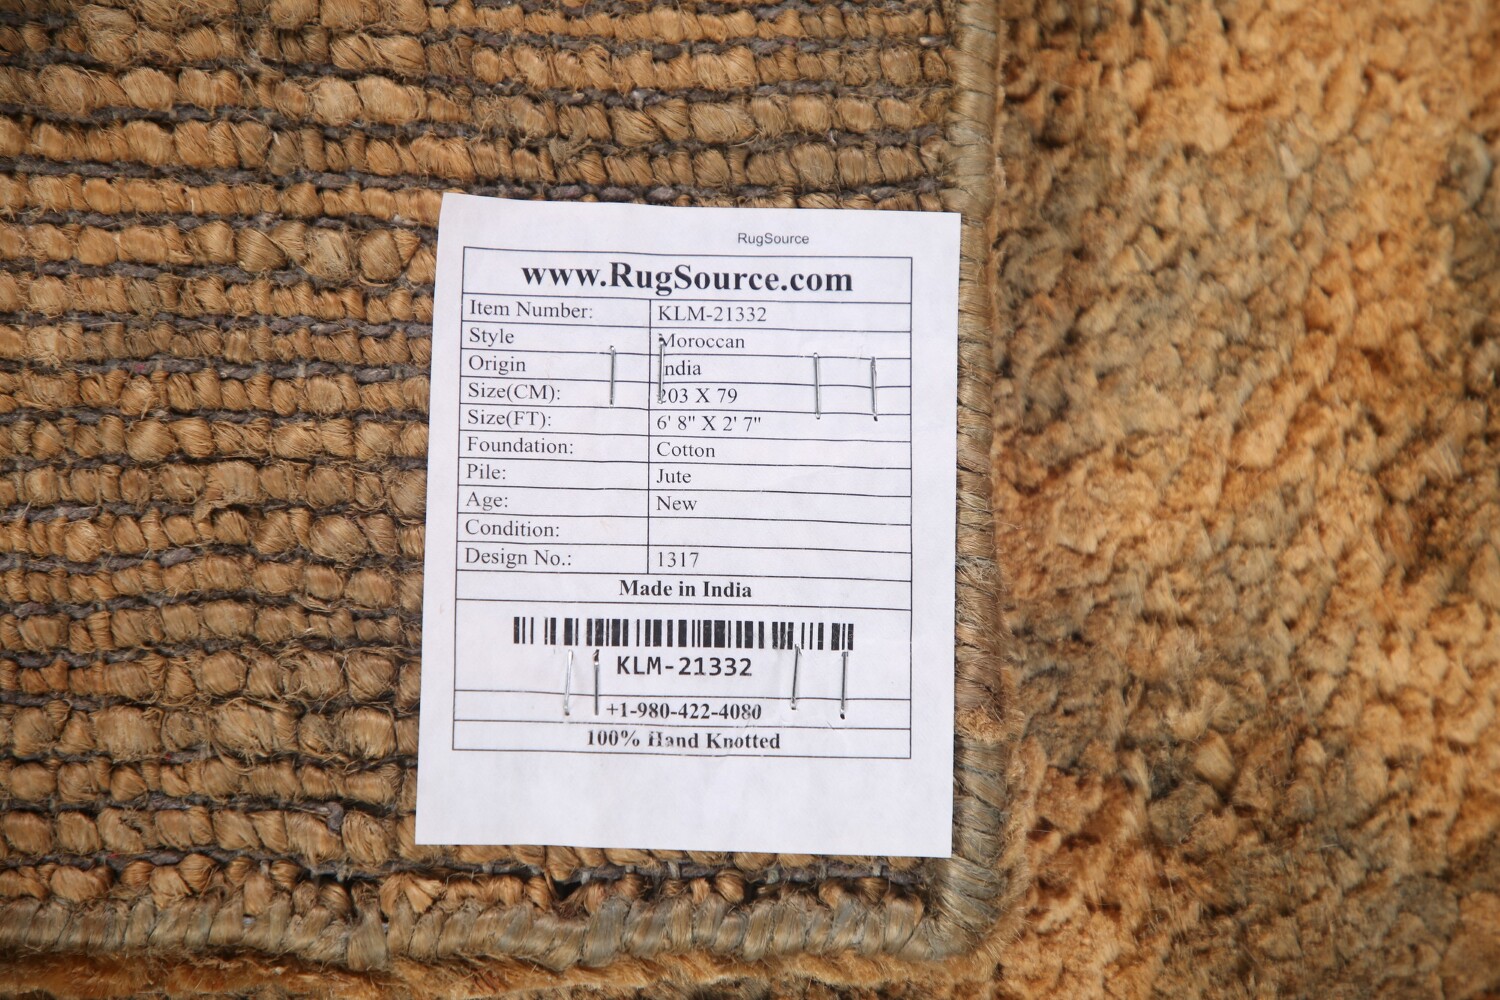 RugSource
www.RugSource.com
Item Number: KLM-21332
Style Moroccan
Origin India
Size(CM): 203 X 79
Size(FT): 6' 8" X 2' 7"
Foundation: Cotton
Pile: Jute
Age: New
Condition:
Design No.: 1317
Made in India
KLM-21332
+1-980-422-4080
100% Hand Knotted